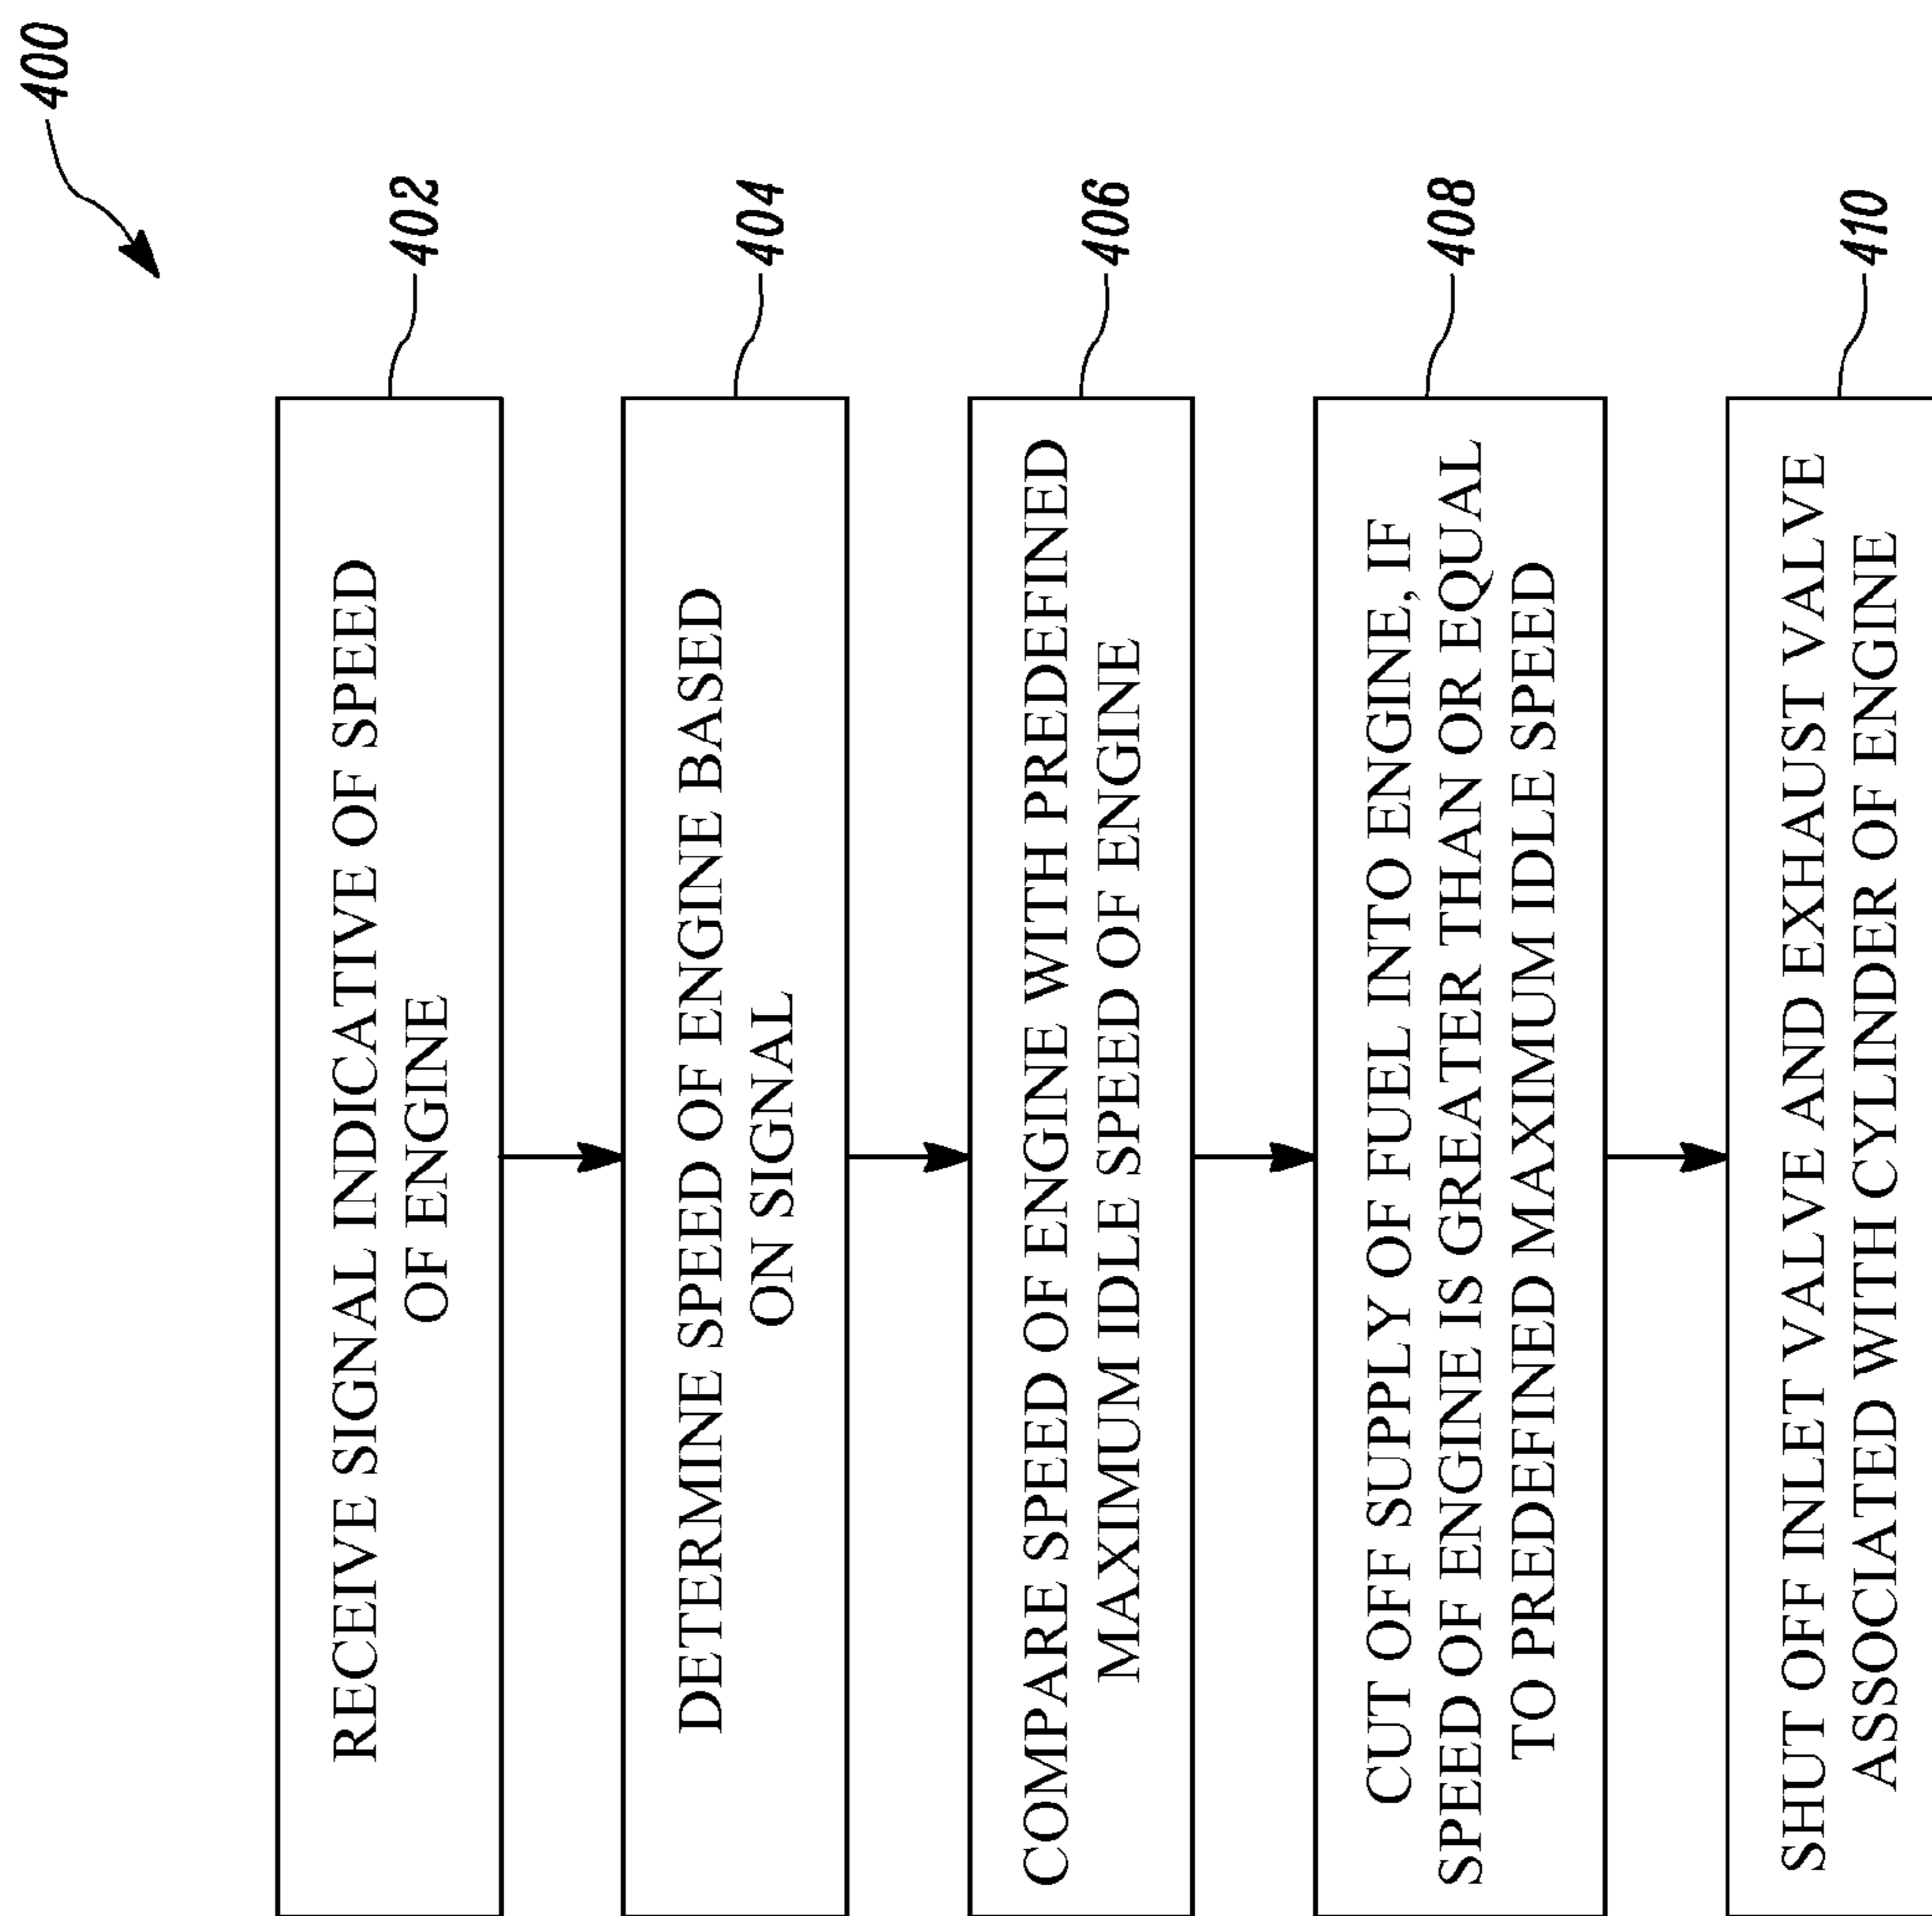 400
402
RECEIVE SIGNAL INDICATIVE OF SPEED
OF ENGINE
404
DETERMINE SPEED OF ENGINE BASED
ON SIGNAL
406
COMPARE SPEED OF ENGINE WITH PREDEFINED
MAXIMUM IDLE SPEED OF ENGINE
408
CUT OFF SUPPLY OF FUEL INTO ENGINE, IF
SPEED OF ENGINE IS GREATER THAN OR EQUAL
TO PREDEFINED MAXIMUM IDLE SPEED
410
SHUT OFF INLET VALVE AND EXHAUST VALVE
ASSOCIATED WITH CYLINDER OF ENGINE